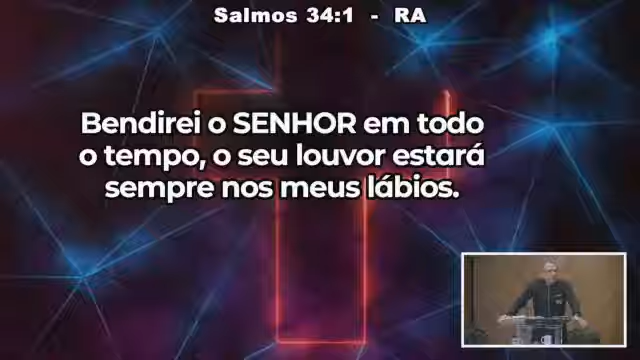 Salmos 34:1 - RA
Bendirei o SENHOR em todo
o tempo, o seu louvor estará
sempre nos meus lábios.